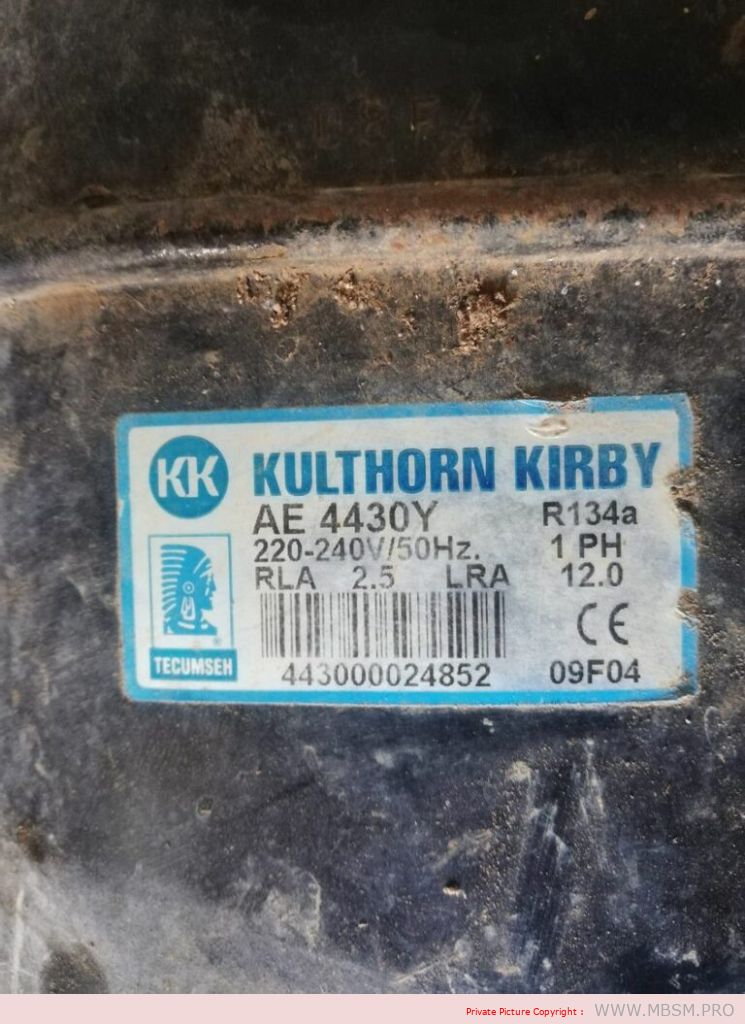 KK
KULTHORN KIRBY
AE 4430Y R134a
220-240V/50Hz. 1 PH
RLA 2.5 LRA 12.0
CE
®
TECUMSEH
443000024852 09F04
Private Picture Copyright : WWW.MBSM.PRO